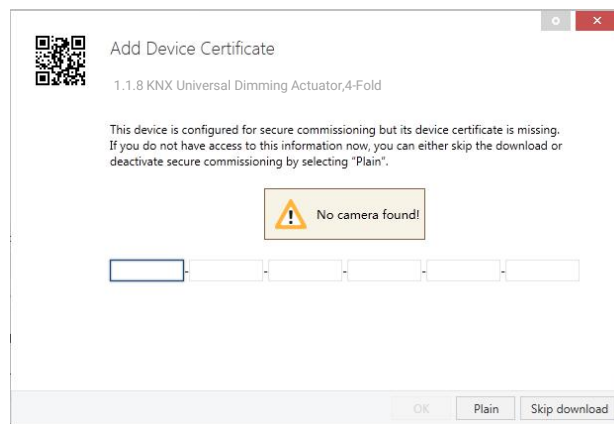 Add Device Certificate
1.1.8 KNX Universal Dimming Actuator,4-Fold
This device is configured for secure commissioning but its device certificate is missing.
If you do not have access to this information now, you can either skip the download or
deactivate secure commissioning by selecting "Plain".
No camera found!
- - - - -
OK Plain Skip download